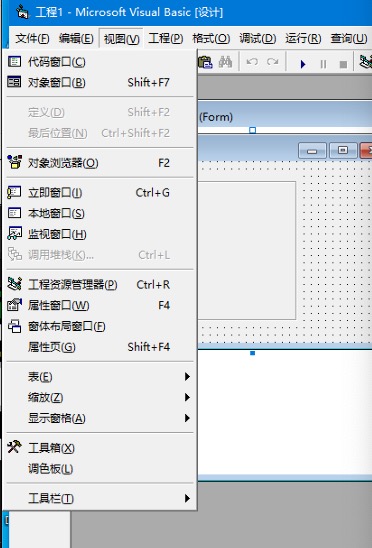 工程1 - Microsoft Visual Basic [设计]
文件(F) 编辑(E) 视图(V) 工程(P) 格式(O) 调试(D) 运行(R) 查询(U)
代码窗口(C)
对象窗口(B) Shift+F7
(Form)
定义(D) Shift+F2
最后位置(N) Ctrl+Shift+F2
对象浏览器(O) F2
立即窗口(I) Ctrl+G
本地窗口(S)
监视窗口(H)
调用堆栈(K)... Ctrl+L
工程资源管理器(P) Ctrl+R
属性窗口(W) F4
窗体布局窗口(F)
属性页(G) Shift+F4
表(E)
缩放(Z)
显示窗格(A)
工具箱(X)
调色板(L)
工具栏(T)